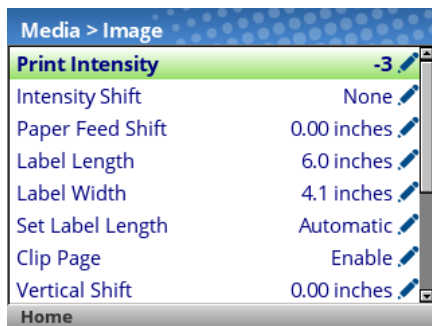 Media > Image
Print Intensity -3
Intensity Shift None
Paper Feed Shift 0.00 inches
Label Length 6.0 inches
Label Width 4.1 inches
Set Label Length Automatic
Clip Page Enable
Vertical Shift 0.00 inches
Home